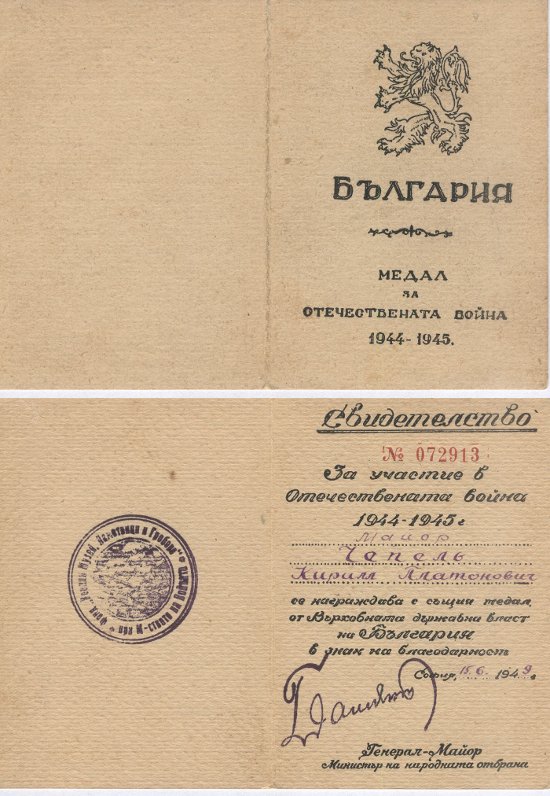 БЪЛГАРИЯ
МЕДАЛ
ЗА
ОТЕЧЕСТВЕНАТА ВОЙНА
1944-1945.
Свидетелство
№ 072913
За участие в
Отечествената война
1944-1945 г
Майор
Чапель
Кирилл Платонович
се награждава с същия медал
от Върховната държавна власт
на България
в знак на благодарност
София, 15.6. 1949 г.
Генерал-Майор
Министър на народната отбрана